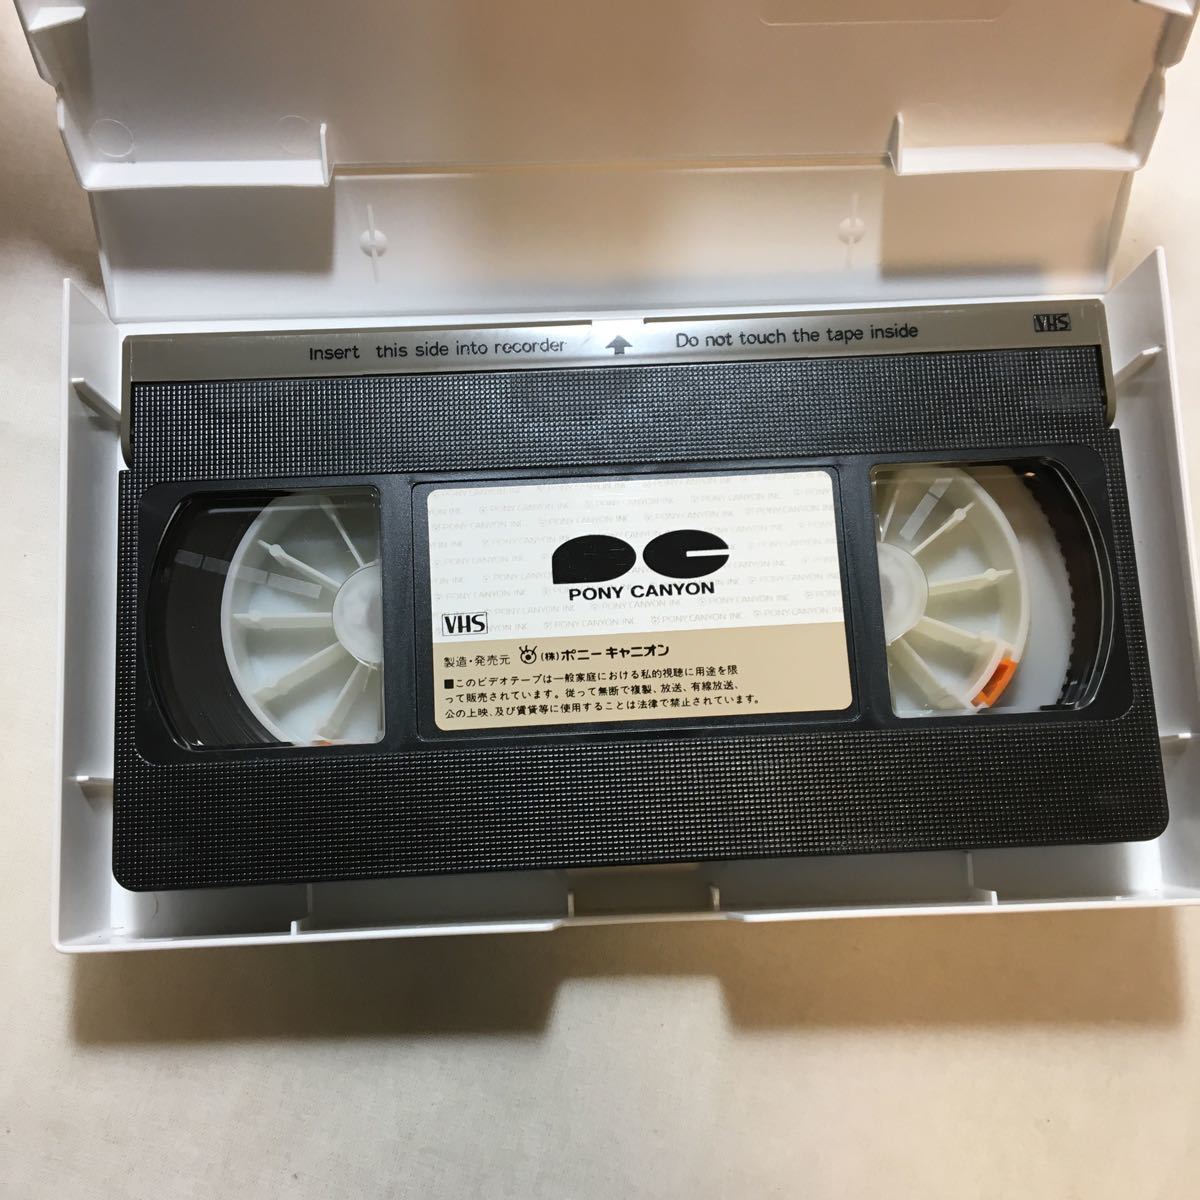 Insert this side into recorder
Do not touch the tape inside
VHS
PONY CANYON
VHS
製造・発売元 (株)ポニーキャニオン
■このビデオテープは一般家庭における私的視聴に用途を限
って販売されています。従って無断で複製、放送、有線放送、
公の上映、及び賃貸等に使用することは法律で禁止されています。